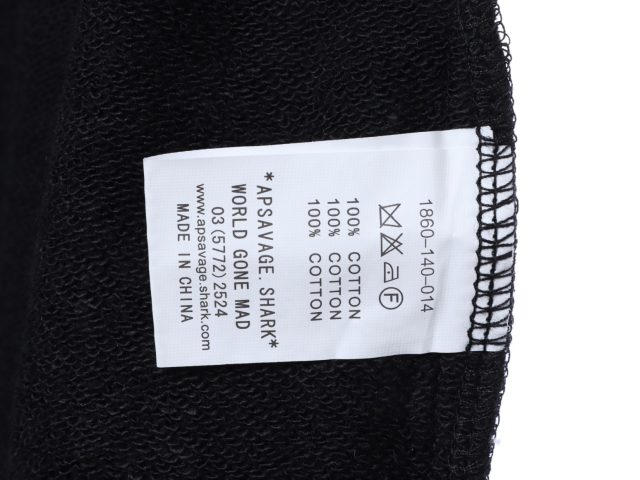 1860-140-014
100% COTTON
100% COTTON
100% COTTON
*APSAVAGE. SHARK*
WORLD GONE MAD
03 (5772) 2524
www.apsavage.shark.com
MADE IN CHINA